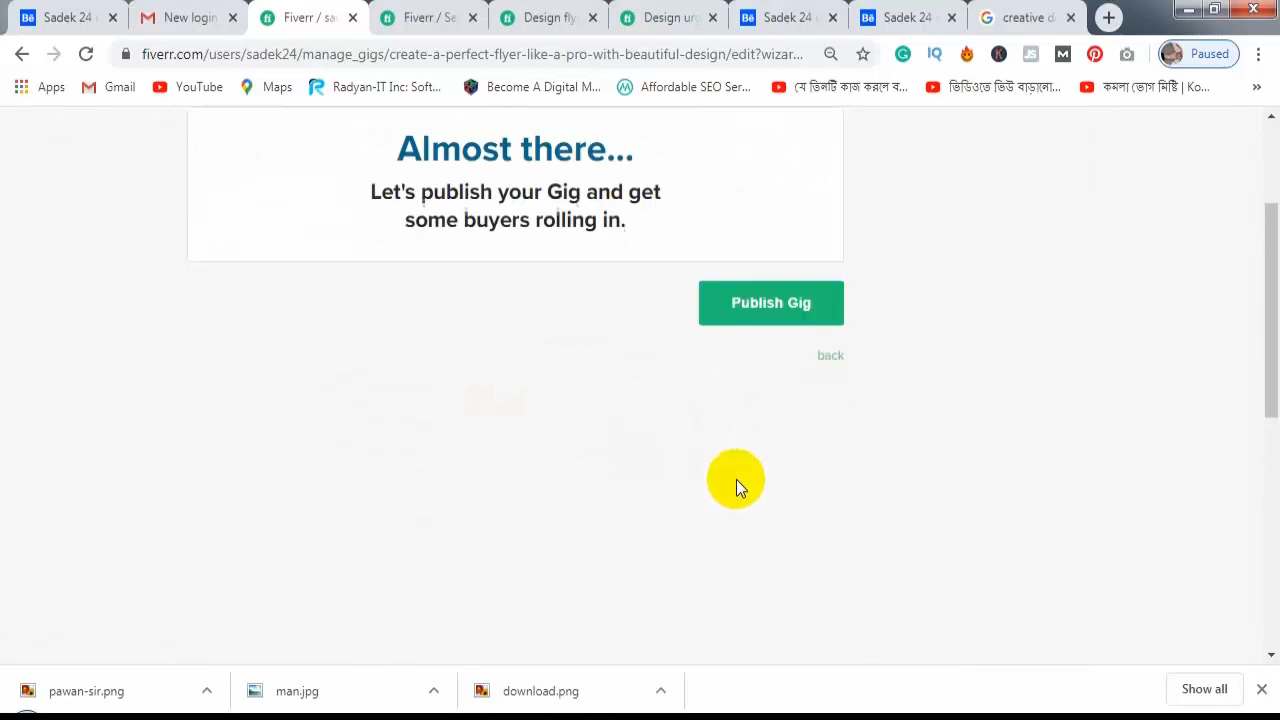 Sadek 24
New login
Fiverr / sa
Fiverr / Se
Design fly
Design urg
Sadek 24
Sadek 24
creative d
fiverr.com/users/sadek24/manage_gigs/create-a-poster-flyer-like-a-pro-with-beautiful-design/edit?wizar...
Paused
Apps
Gmail
YouTube
Maps
Radyan-IT Inc: Soft...
Become A Digital M...
Affordable SEO Ser...
যে তিনটি কাজ করলে ব...
ভিডিওতে ভিউ বাড়ানো...
কমলা ভোগ মিষ্টি | Ko...
Almost there...
Let's publish your Gig and get
some buyers rolling in.
Publish Gig
back
pawan-sir.png
man.jpg
download.png
Show all